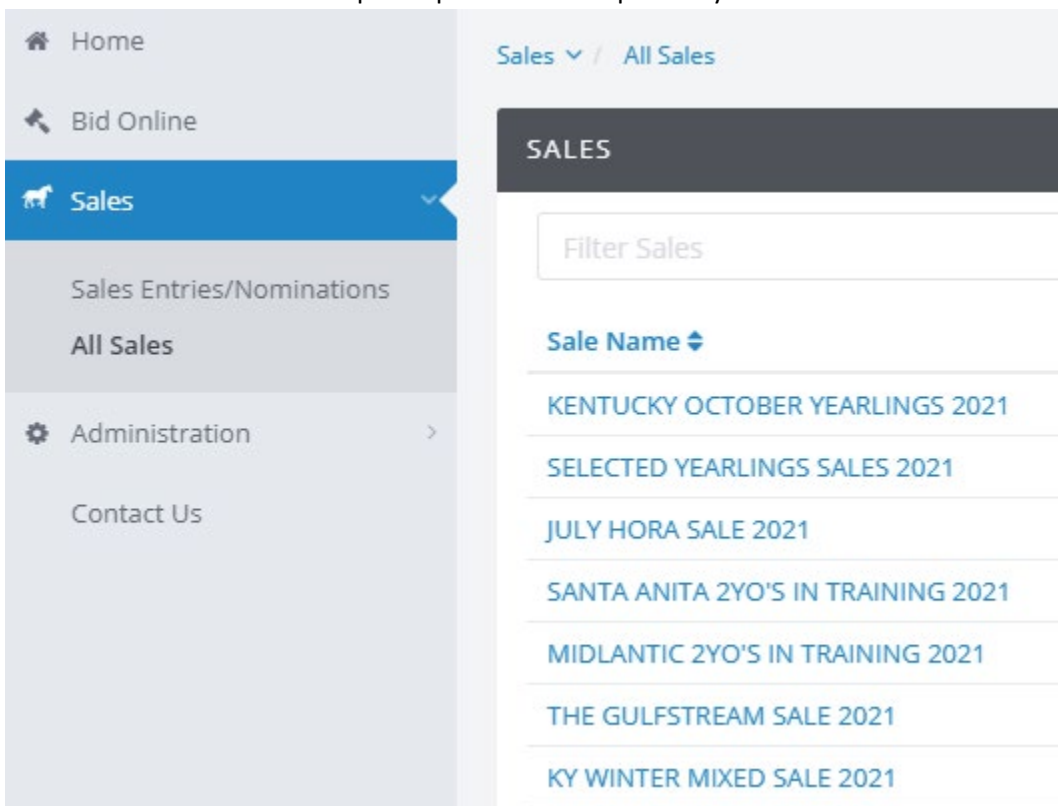 Home
Bid Online
Sales
Sales Entries/Nominations
All Sales
Administration
Contact Us
Sales / All Sales
SALES
Filter Sales
Sale Name
KENTUCKY OCTOBER YEARLINGS 2021
SELECTED YEARLINGS SALES 2021
JULY HORA SALE 2021
SANTA ANITA 2YO'S IN TRAINING 2021
MIDLANTIC 2YO'S IN TRAINING 2021
THE GULFSTREAM SALE 2021
KY WINTER MIXED SALE 2021